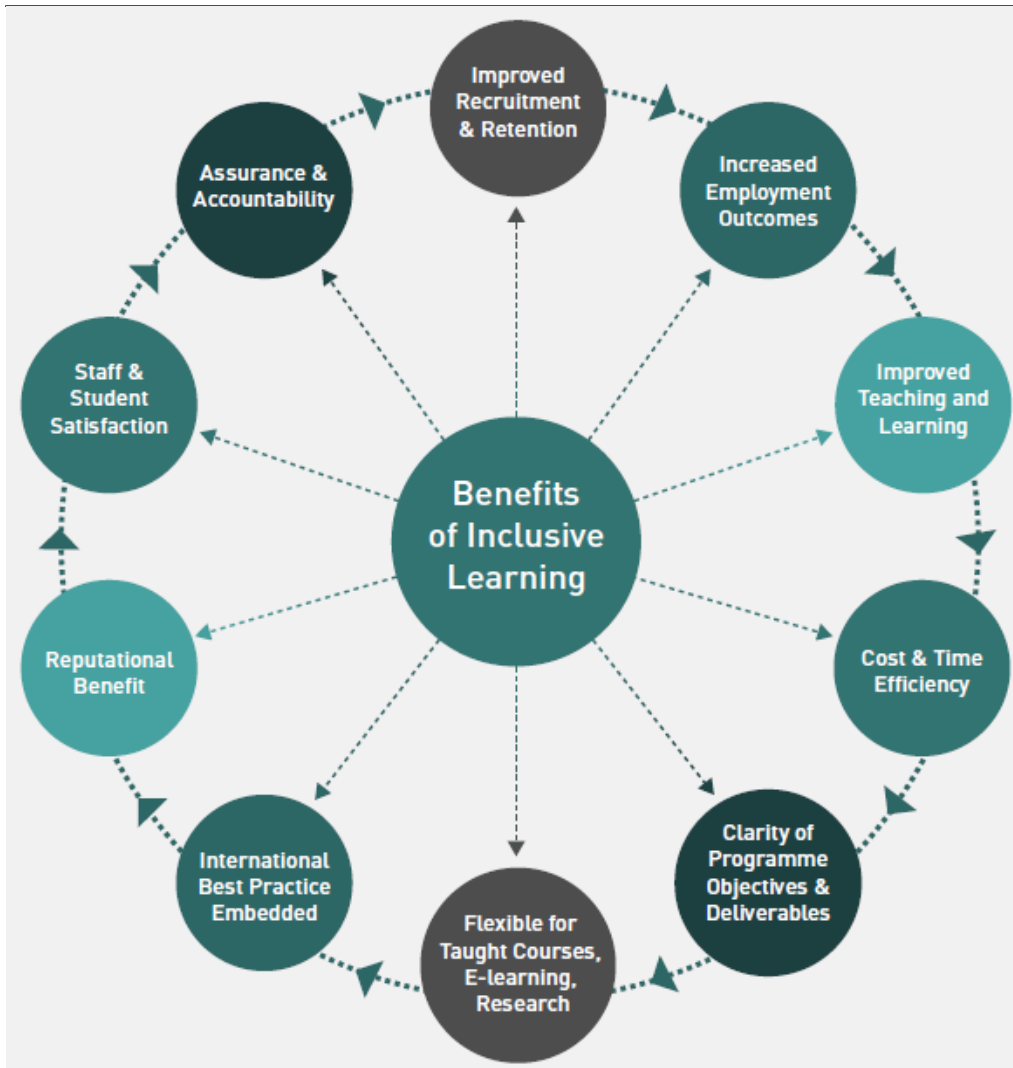 Improved
Recruitment
& Retention
Increased
Employment
Outcomes
Improved
Teaching and
Learning
Cost & Time
Efficiency
Clarity of
Programme
Objectives &
Deliverables
Flexible for
Taught Courses,
E-learning,
Research
International
Best Practice
Embedded
Reputational
Benefit
Staff &
Student
Satisfaction
Assurance &
Accountability
Benefits
of Inclusive
Learning